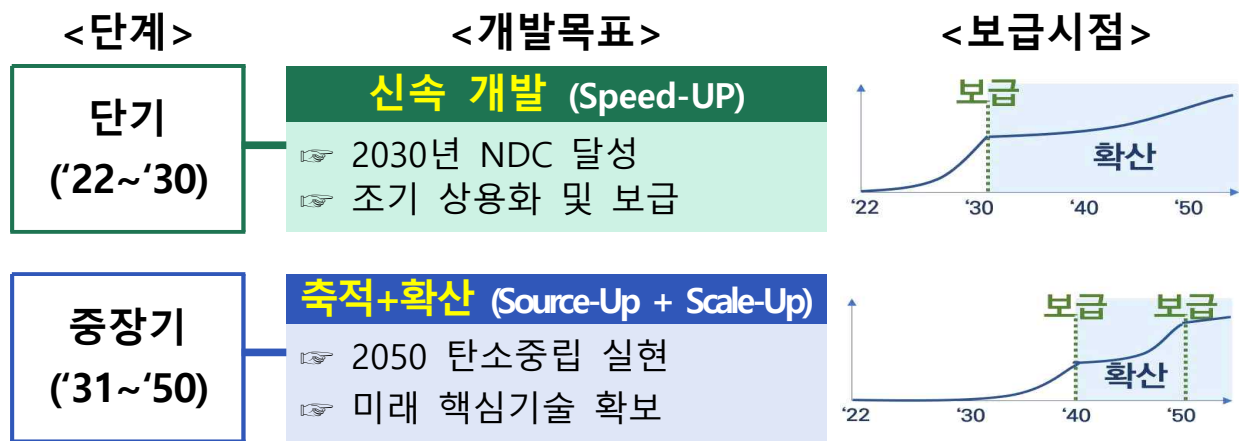 <단계>
<개발목표>
<보급시점>
단기
(‘22~‘30)
신속 개발 (Speed-UP)
☞ 2030년 NDC 달성
☞ 조기 상용화 및 보급
보급
확산
‘22 ‘30 ‘40 ‘50
중장기
(‘31~‘50)
축적+확산 (Source-Up + Scale-Up)
☞ 2050 탄소중립 실현
☞ 미래 핵심기술 확보
보급 보급
확산
‘22 ‘30 ‘40 ‘50